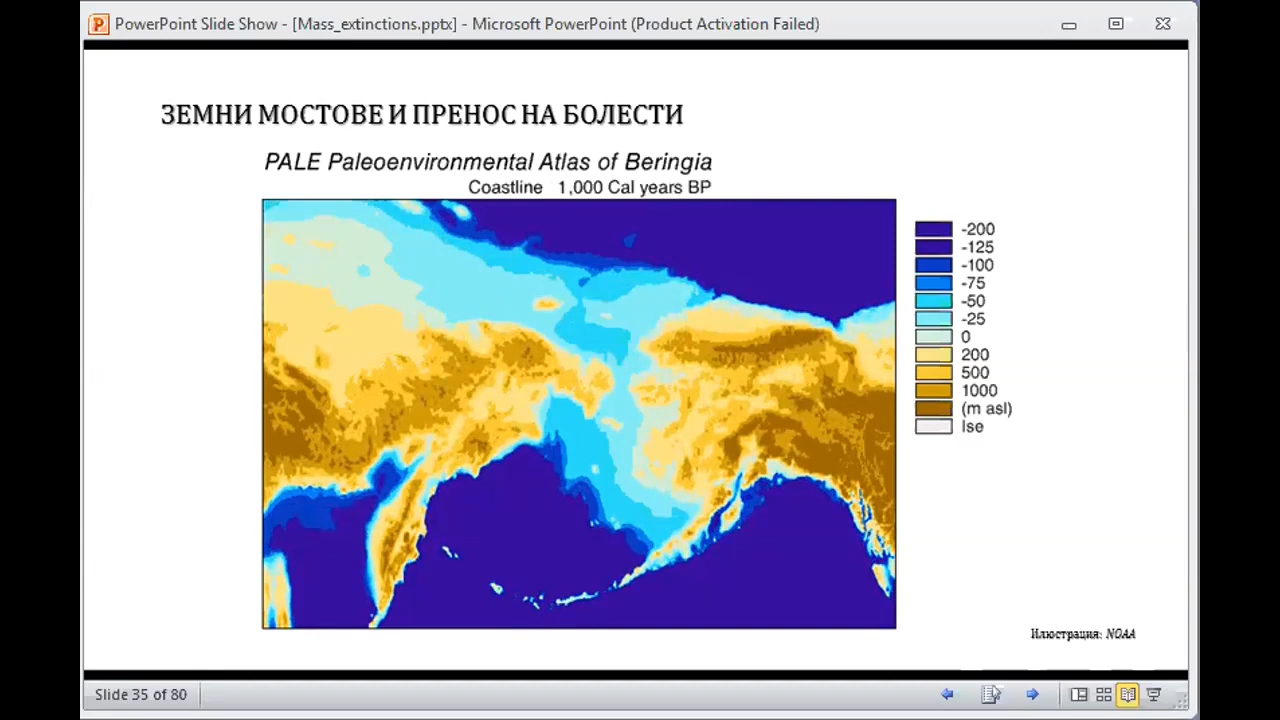 PowerPoint Slide Show - [Mass_extinctions.pptx] - Microsoft PowerPoint (Product Activation Failed)
ЗЕМНИ МОСТОВЕ И ПРЕНОС НА БОЛЕСТИ
PALE Paleoenvironmental Atlas of Beringia
Coastline 1,000 Cal years BP
-200
-125
-100
-75
-50
-25
0
200
500
1000
(m asl)
Ise
Илюстрация: NOAA
Slide 35 of 80